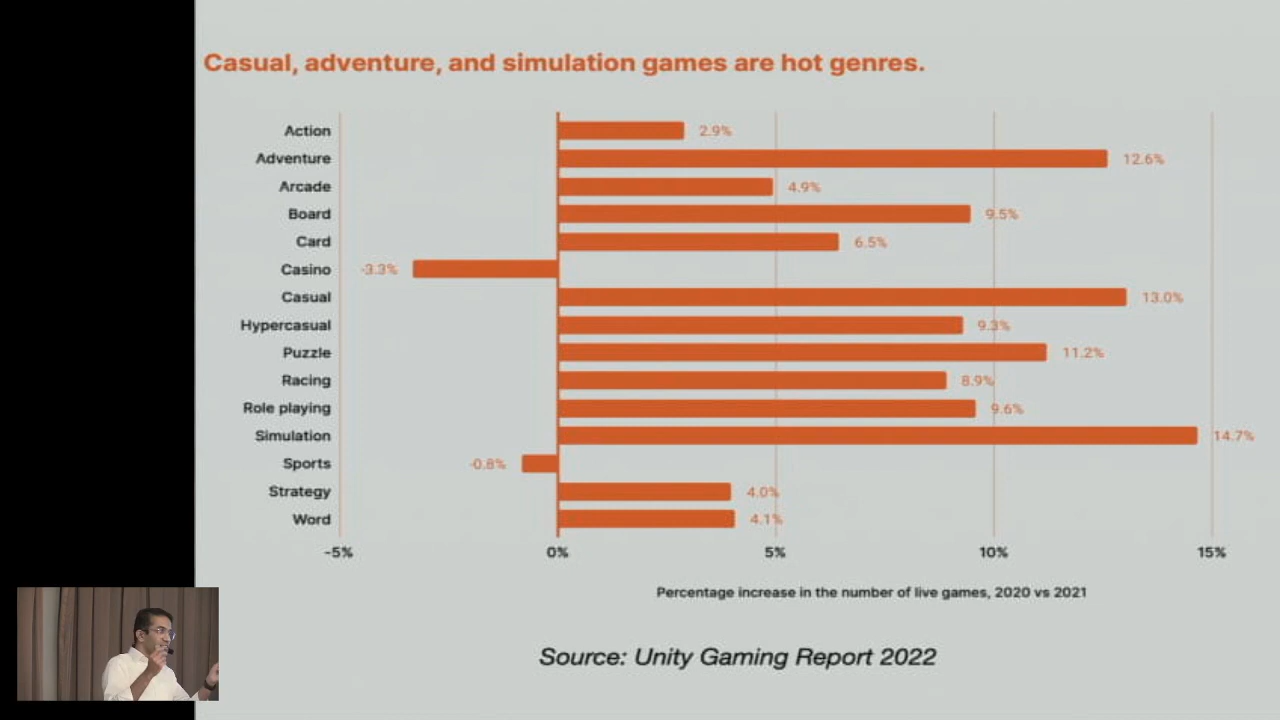 Casual, adventure, and simulation games are hot genres.
Action 2.9%
Adventure 12.6%
Arcade 4.9%
Board 9.5%
Card 6.5%
Casino -3.3%
Casual 13.0%
Hypercasual 9.3%
Puzzle 11.2%
Racing 8.9%
Role playing 9.6%
Simulation 14.7%
Sports -0.8%
Strategy 4.0%
Word 4.1%
-5% 0% 5% 10% 15%
Percentage increase in the number of live games, 2020 vs 2021
Source: Unity Gaming Report 2022